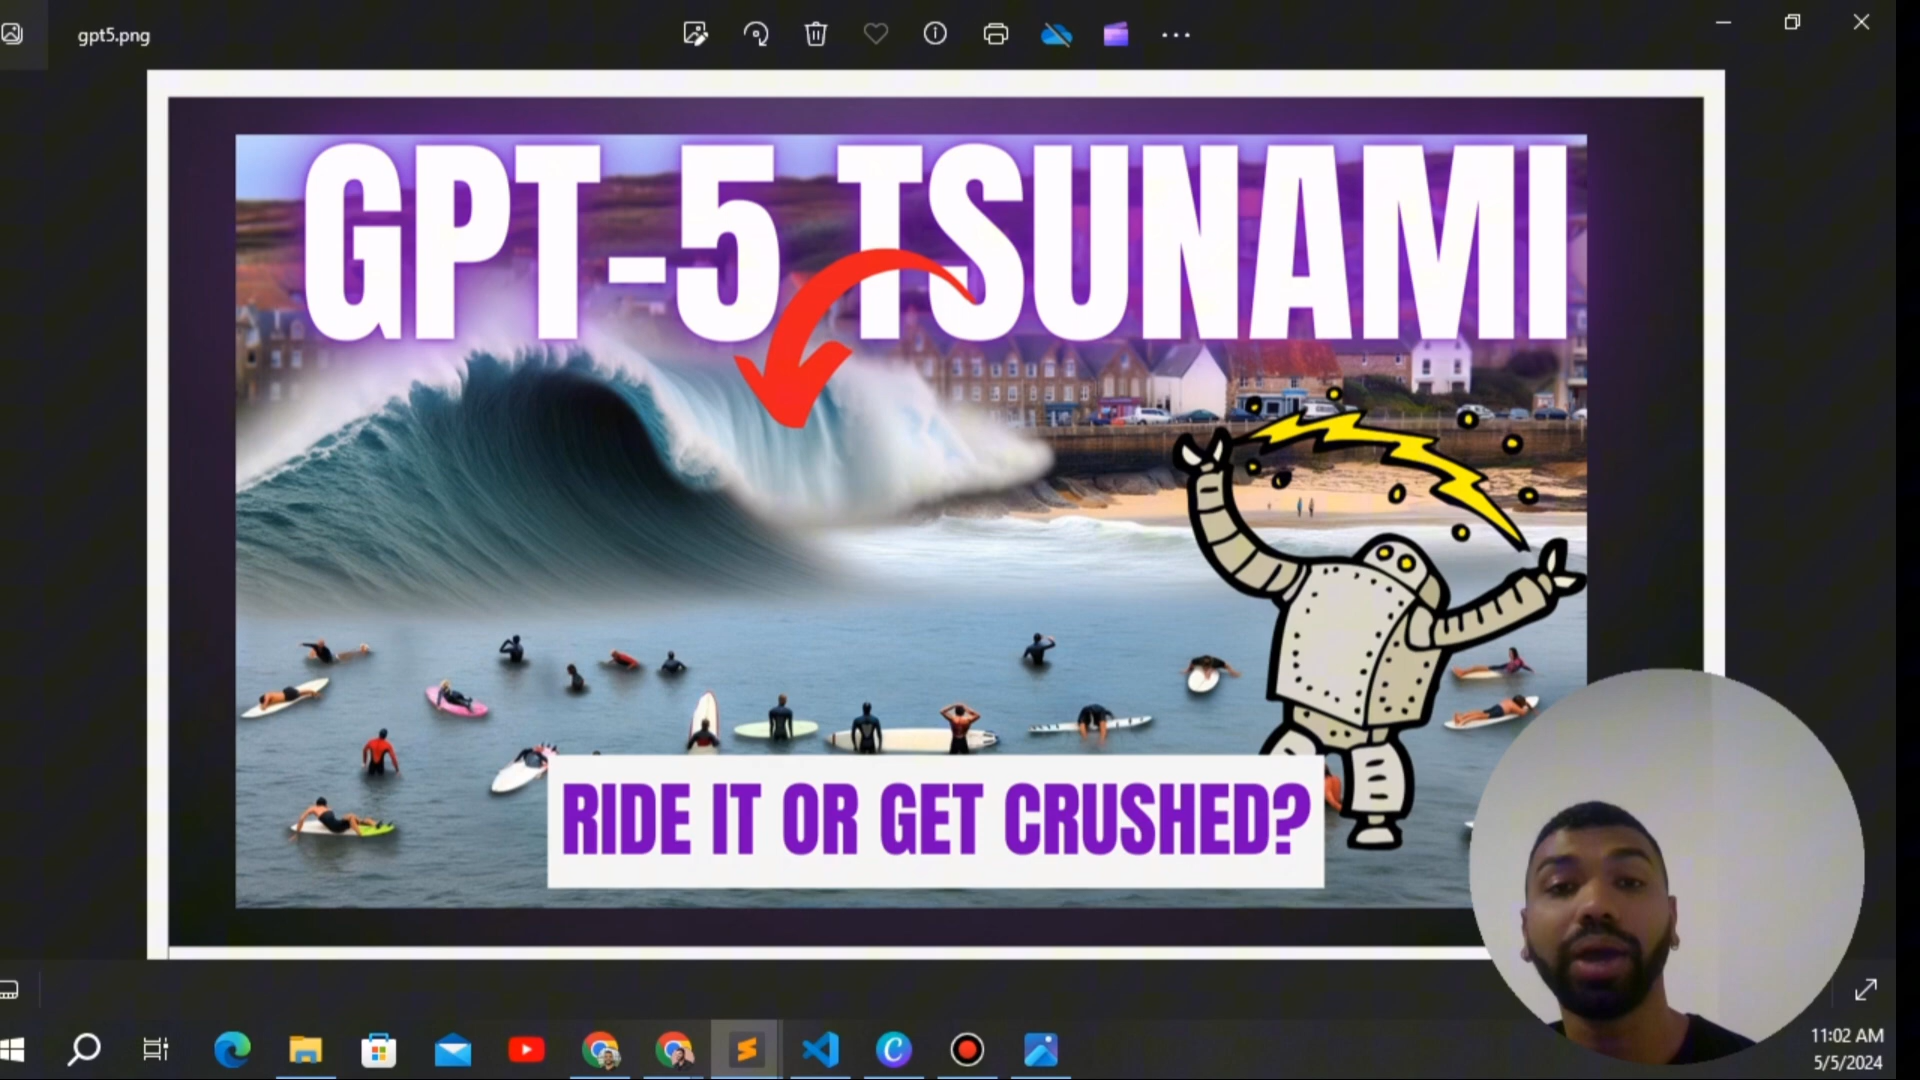 gpt5.png
GPT-5 TSUNAMI
RIDE IT OR GET CRUSHED?
11:02 AM
5/5/2024